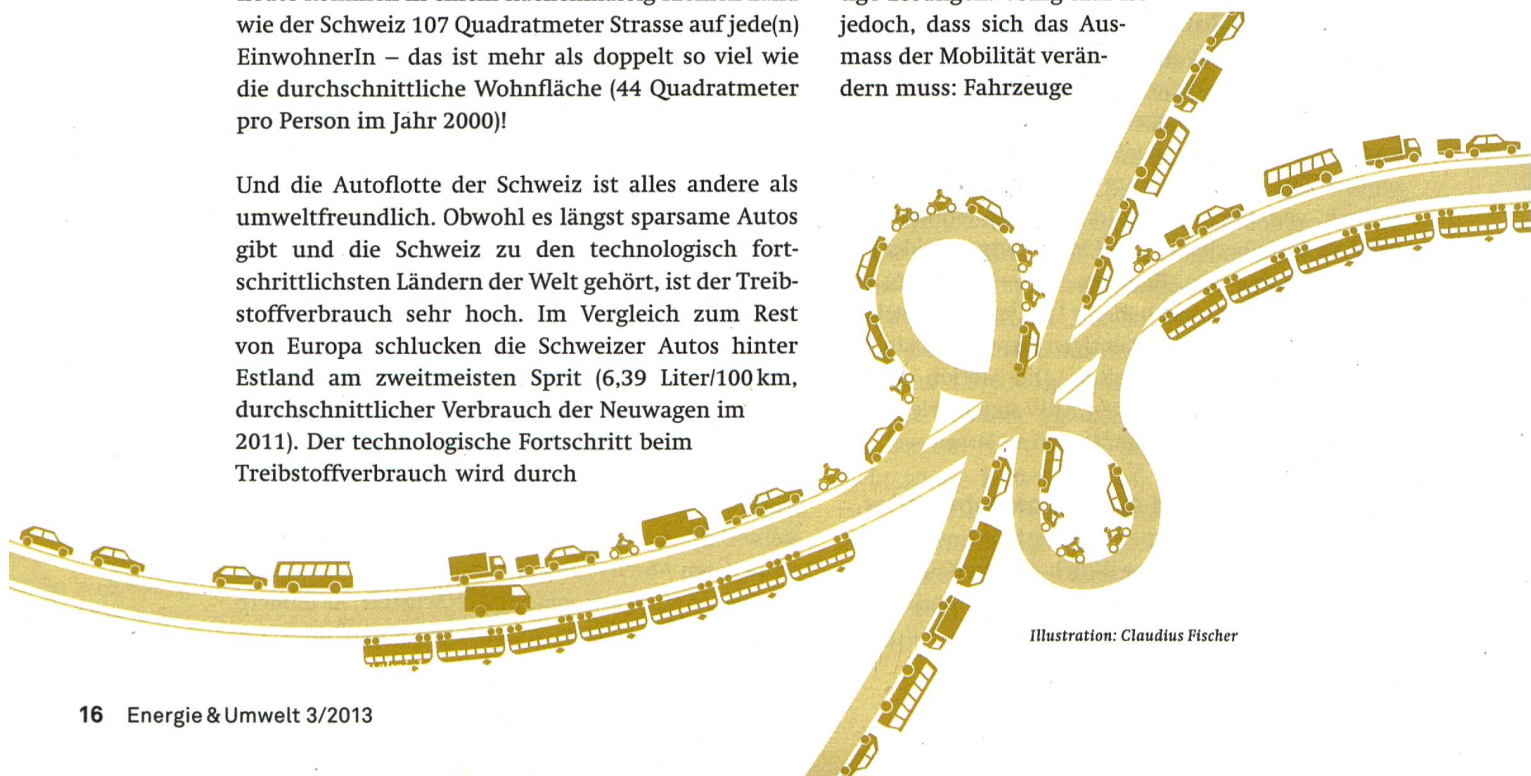 wie der Schweiz 107 Quadratmeter Strasse auf jede(n)
EinwohnerIn – das ist mehr als doppelt so viel wie
die durchschnittliche Wohnfläche (44 Quadratmeter
pro Person im Jahr 2000)!
Und die Autoflotte der Schweiz ist alles andere als
umweltfreundlich. Obwohl es längst sparsame Autos
gibt und die Schweiz zu den technologisch fort-
schrittlichsten Ländern der Welt gehört, ist der Treib-
stoffverbrauch sehr hoch. Im Vergleich zum Rest
von Europa schlucken die Schweizer Autos hinter
Estland am zweitmeisten Sprit (6,39 Liter/100 km,
durchschnittlicher Verbrauch der Neuwagen im
2011). Der technologische Fortschritt beim
Treibstoffverbrauch wird durch
jedoch, dass sich das Aus-
mass der Mobilität verän-
dern muss: Fahrzeuge
Illustration: Claudius Fischer
16 Energie & Umwelt 3/2013